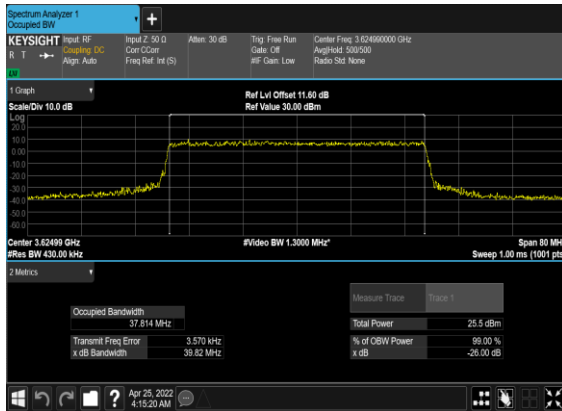 Spectrum Analyzer 1
Occupied BW
+
KEYSIGHT
R T
Input: RF
Coupling: DC
Align: Auto
Input Z: 50 Ω
Corr CCorr
Freq Ref: Int (S)
Atten: 30 dB
Trig: Free Run
Gate: Off
#IF Gain: Low
Center Freq: 3.624990000 GHz
Avg|Hold: 500/500
Radio Std: None
1 Graph
Scale/Div 10.0 dB
Ref Lvl Offset 11.60 dB
Ref Value 30.00 dBm
Log
20.0
10.0
0.00
-10.0
-20.0
-30.0
-40.0
-50.0
-60.0
Center 3.62499 GHz
#Res BW 430.00 kHz
#Video BW 1.3000 MHz*
Span 80 MH
Sweep 1.00 ms (1001 pts
2 Metrics
Measure Trace Trace 1
Occupied Bandwidth
37.814 MHz
Total Power 25.5 dBm
Transmit Freq Error 3.570 kHz
% of OBW Power 99.00 %
x dB Bandwidth 39.82 MHz
x dB -26.00 dB
?
Apr 25, 2022
4:15:20 AM